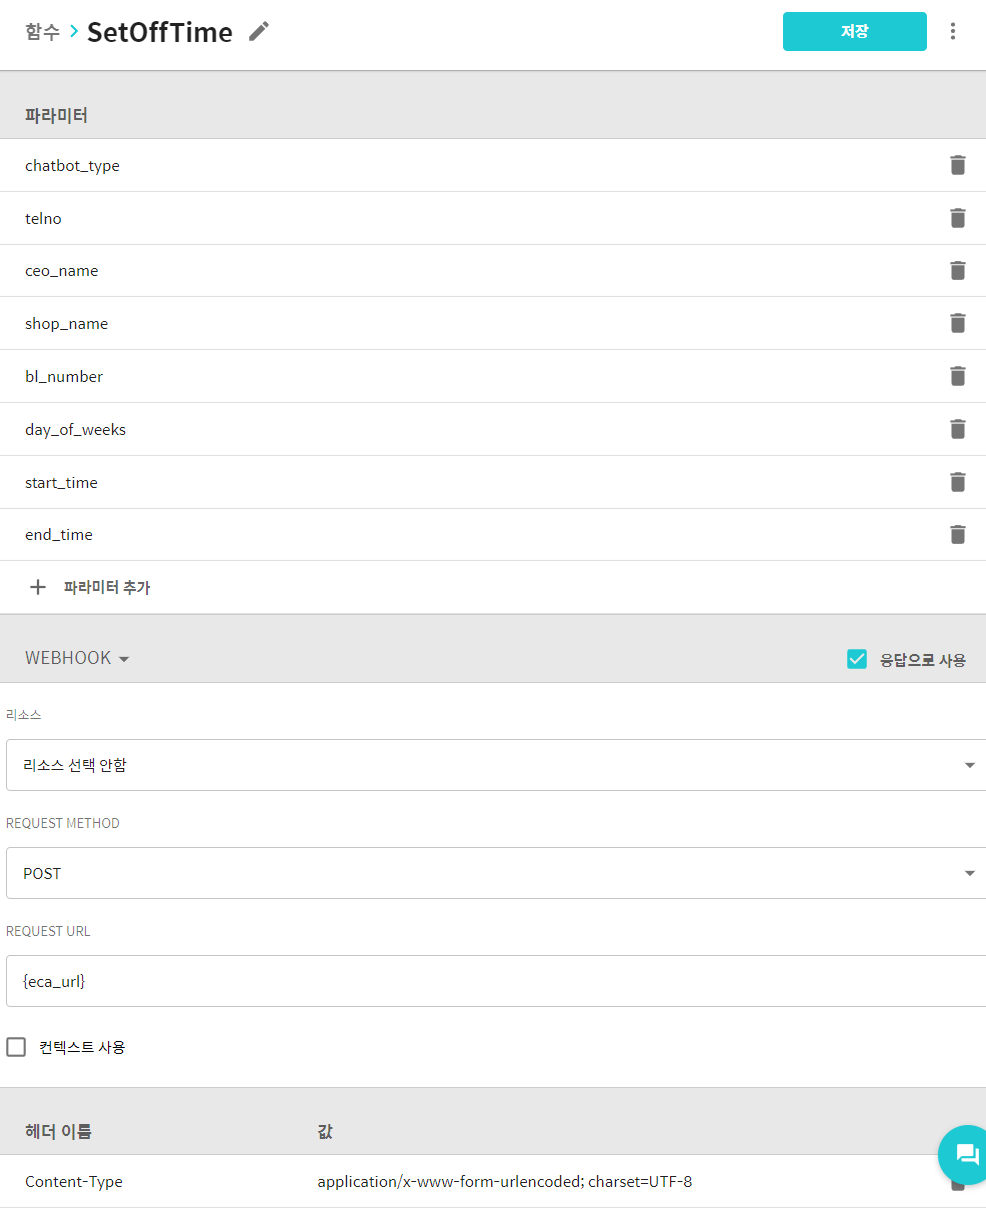 함수 > SetOffTime
저장
파라미터
chatbot_type
telno
ceo_name
shop_name
bl_number
day_of_weeks
start_time
end_time
+ 파라미터 추가
WEBHOOK
응답으로 사용
리소스
리소스 선택 안함
REQUEST METHOD
POST
REQUEST URL
{eca_url}
컨텍스트 사용
헤더 이름 값
Content-Type application/x-www-form-urlencoded; charset=UTF-8